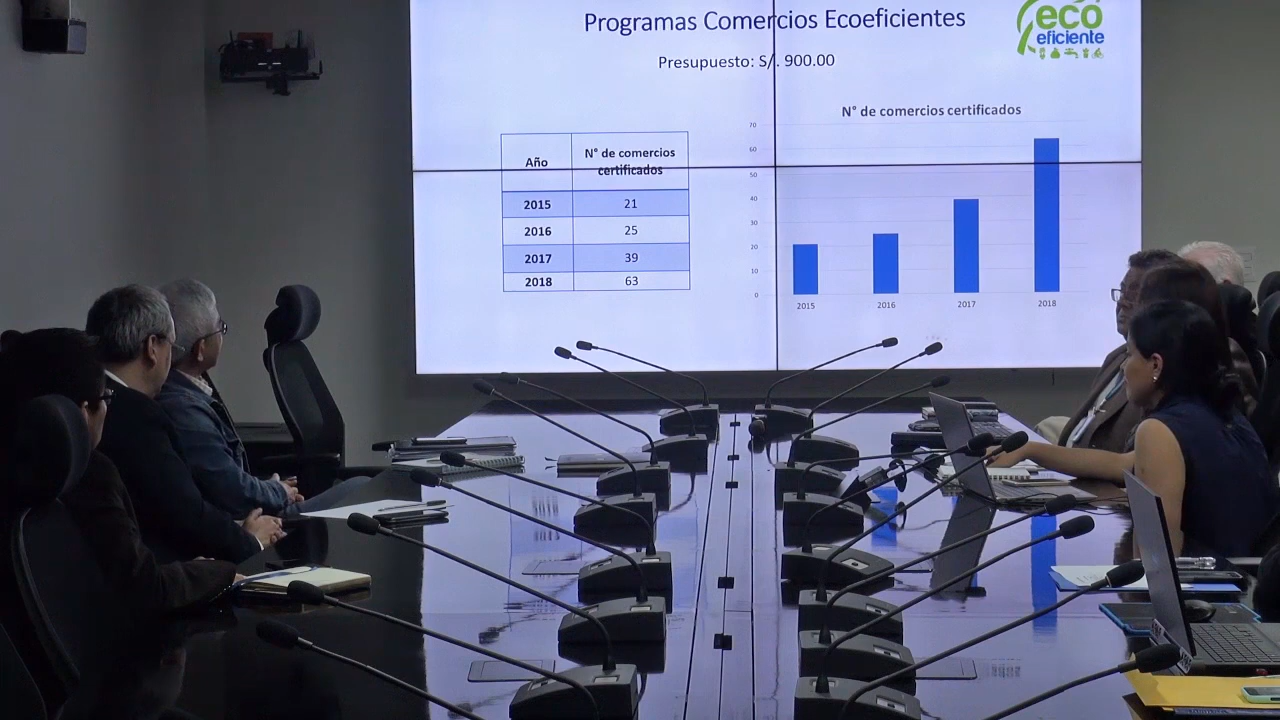 Programas Comercios Ecoeficientes
eco
eficiente
Presupuesto: S/. 900.00
Año
N° de comercios
certificados
2015 21
2016 25
2017 39
2018 63
N° de comercios certificados
70
60
50
40
30
20
10
0
2015 2016 2017 2018